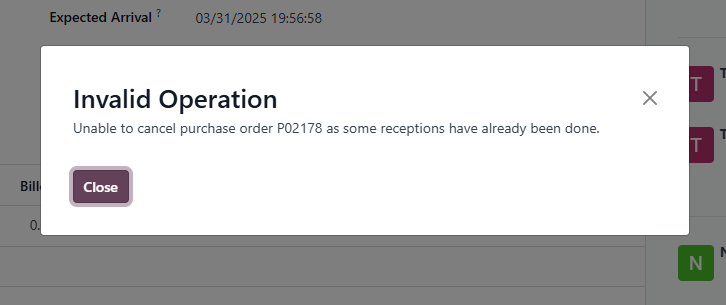 Expected Arrival ? 03/31/2025 19:56:58
Invalid Operation
Unable to cancel purchase order P02178 as some receptions have already been done.
Close
T
T
N
0.